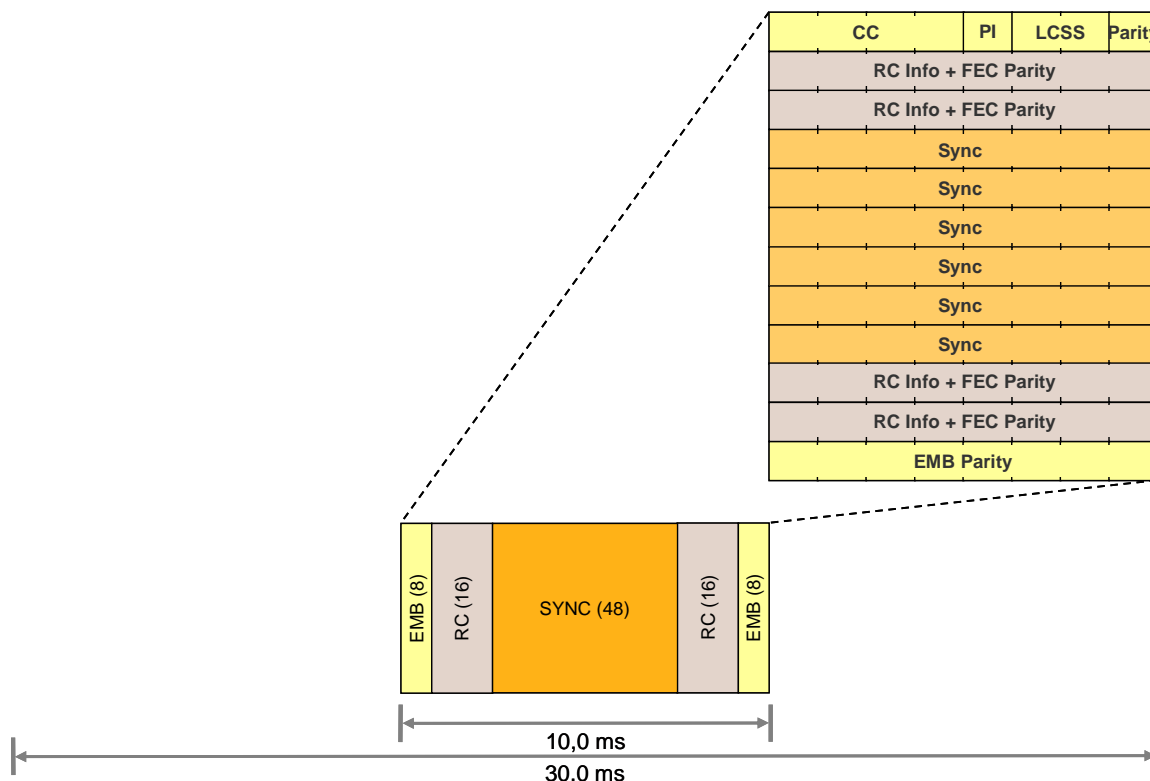 CC PI LCSS Parity
RC Info + FEC Parity
RC Info + FEC Parity
Sync
Sync
Sync
Sync
Sync
Sync
RC Info + FEC Parity
RC Info + FEC Parity
EMB Parity
EMB (8) RC (16) SYNC (48) RC (16) EMB (8)
10,0 ms
30,0 ms